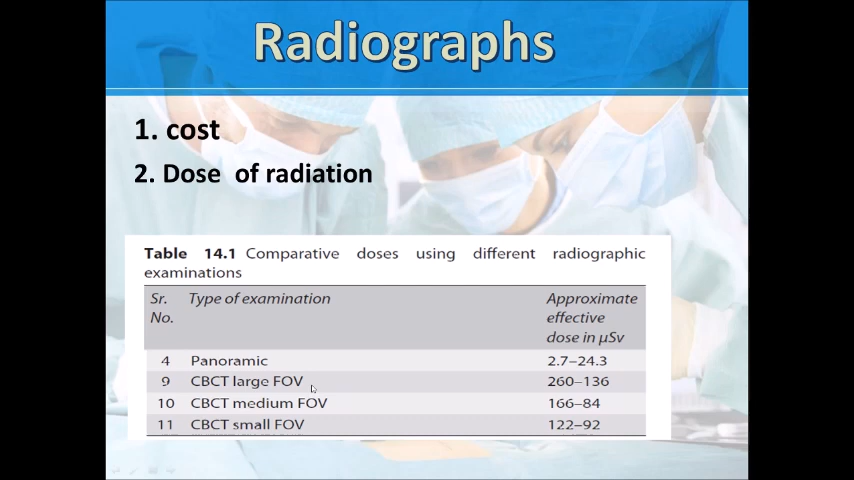 Radiographs
1. cost
2. Dose of radiation
Table 14.1 Comparative doses using different radiographic
examinations
Sr. No. Type of examination Approximate effective dose in μSv
4 Panoramic 2.7–24.3
9 CBCT large FOV 260–136
10 CBCT medium FOV 166–84
11 CBCT small FOV 122–92